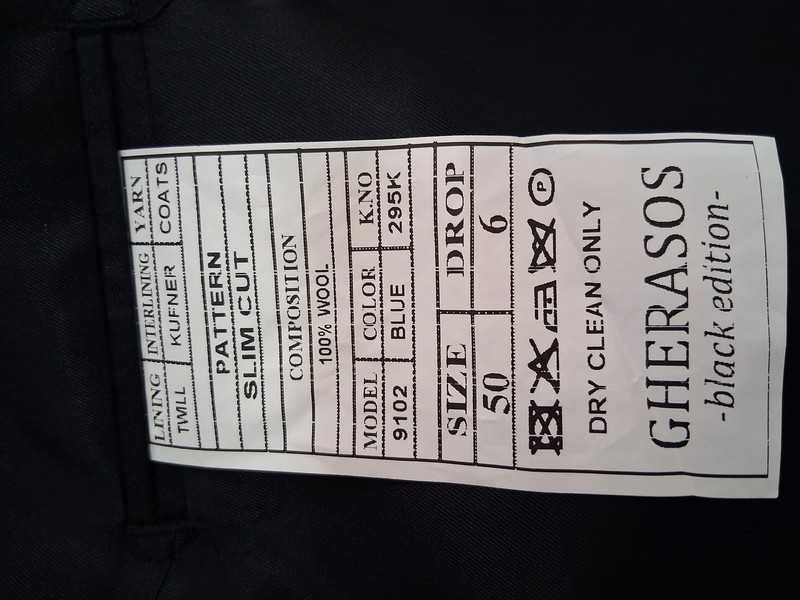 LINING INTERLINING YARN
TWILL KUFNER COATS
PATTERN
SLIM CUT
COMPOSITION
100% WOOL
MODEL COLOR K.NO
9102 BLUE 295K
SIZE DROP
50 6
P
DRY CLEAN ONLY
GHERASOS
-black edition-